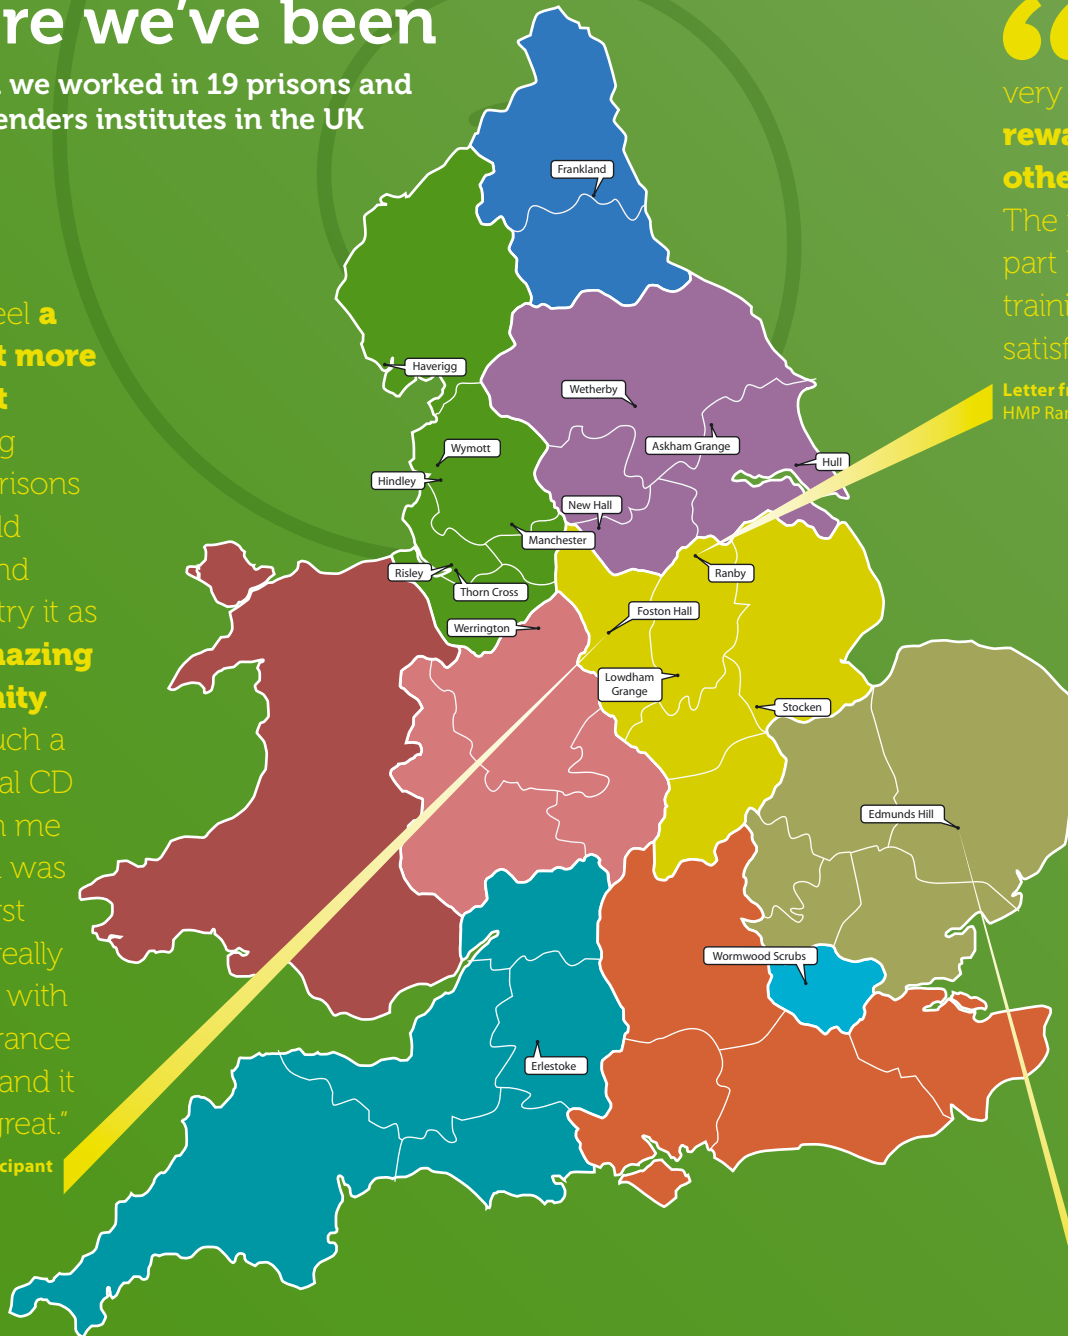 re we've been
we worked in 19 prisons and
enders institutes in the UK
eel a
t more
t
g
risons
ld
nd
try it as
nazing
ity.
uch a
al CD
n me
was
rst
really
with
rance
and it
great."
cipant
“
very
rewa
othe
The
part
traini
satisf
Letter fr
HMP Ran
Frankland
Haverigg
Wetherby
Askham Grange
Wymott
Hull
Hindley
New Hall
Manchester
Risley
Ranby
Thorn Cross
Foston Hall
Werrington
Lowdham
Grange
Stocken
Edmunds Hill
Wormwood Scrubs
Erlestoke